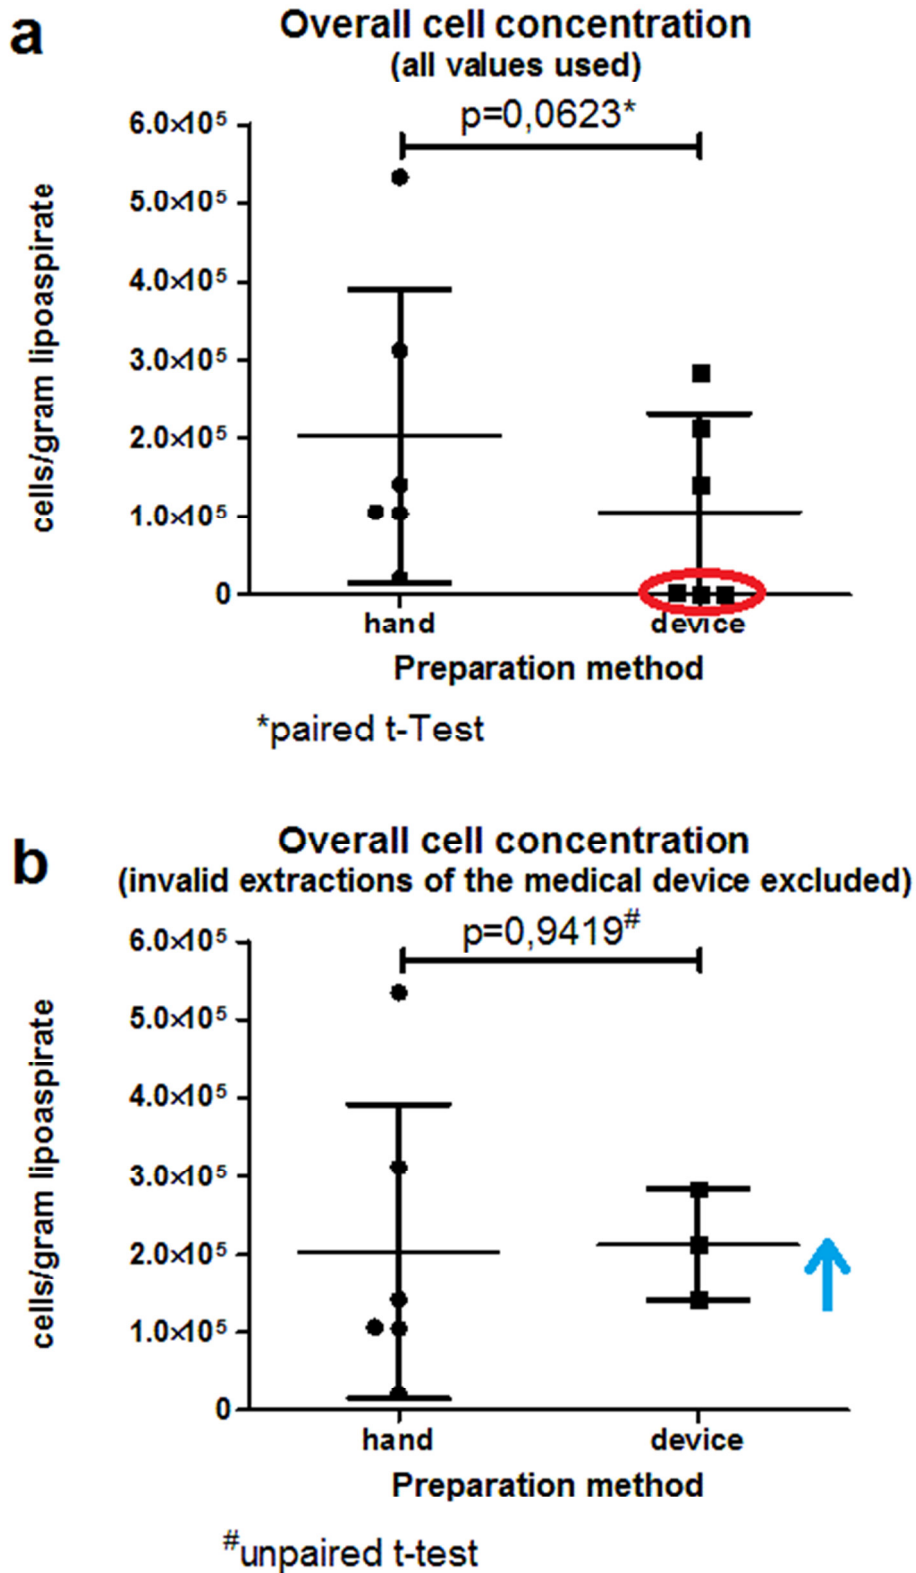 a
Overall cell concentration
(all values used)
p=0,0623*
6.0×10⁵
5.0×10⁵
4.0×10⁵
3.0×10⁵
2.0×10⁵
1.0×10⁵
0
cells/gram lipoaspirate
hand
device
Preparation method
*paired t-Test
b
Overall cell concentration
(invalid extractions of the medical device excluded)
p=0,9419#
6.0×10⁵
5.0×10⁵
4.0×10⁵
3.0×10⁵
2.0×10⁵
1.0×10⁵
0
cells/gram lipoaspirate
hand
device
Preparation method
#unpaired t-test